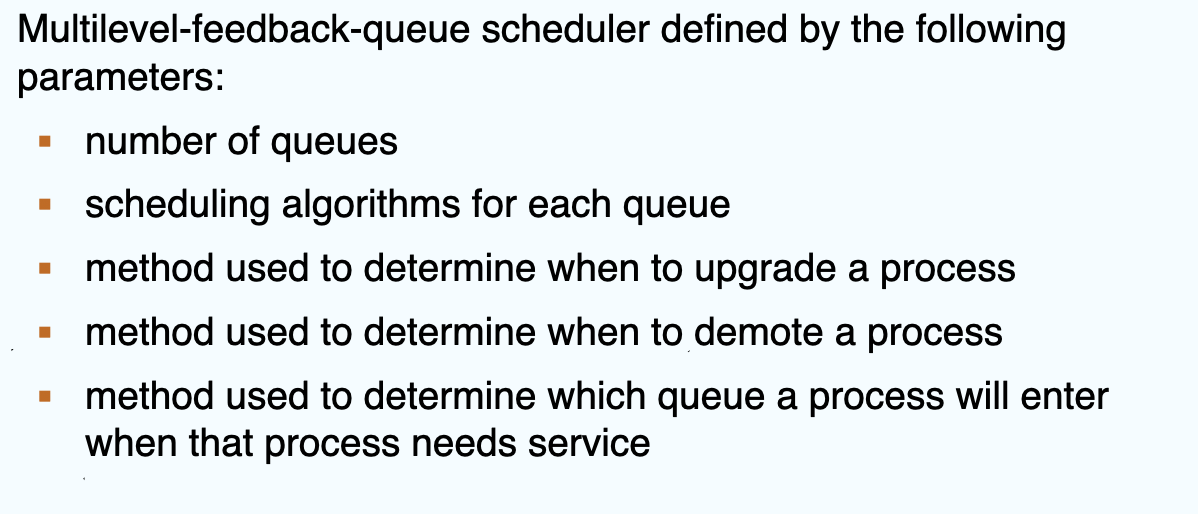 Multilevel-feedback-queue scheduler defined by the following
parameters:
▪ number of queues
▪ scheduling algorithms for each queue
▪ method used to determine when to upgrade a process
▪ method used to determine when to demote a process
▪ method used to determine which queue a process will enter
when that process needs service